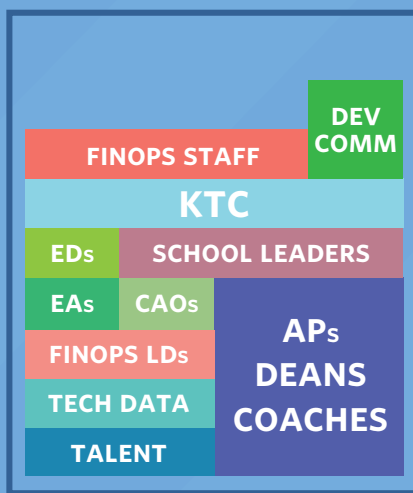 DEV
COMM
FINOPS STAFF
KTC
EDs
SCHOOL LEADERS
EAs
CAOs
APs
DEANS
COACHES
FINOPS LDs
TECH DATA
TALENT